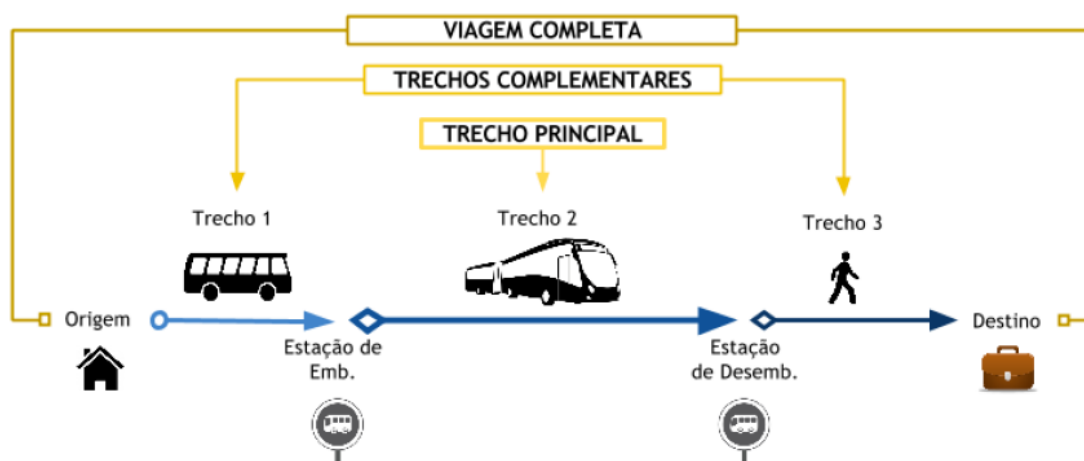 VIAGEM COMPLETA
TRECHOS COMPLEMENTARES
TRECHO PRINCIPAL
Trecho 1
Trecho 2
Trecho 3
Origem
Estação de
Emb.
Estação
de Desemb.
Destino